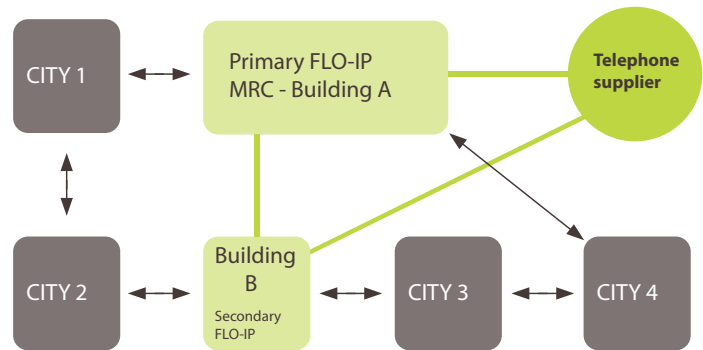 CITY 1
Primary FLO-IP
MRC - Building A
Telephone
supplier
CITY 2
Building
B
Secondary
FLO-IP
CITY 3
CITY 4